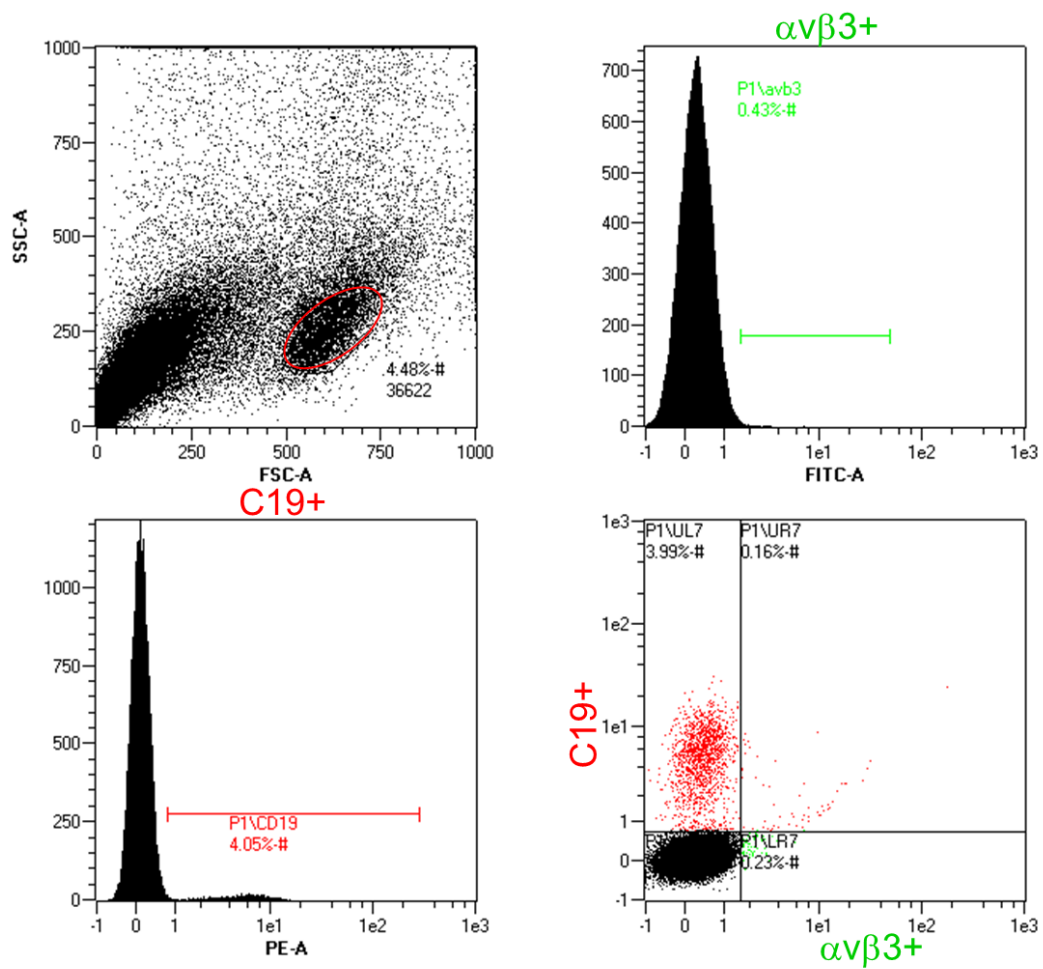 1000
750
500
250
0
SSC-A
0
250
500
750
1000
FSC-A
4.48%-#
36622
αvβ3+
700
600
500
400
300
200
100
0
P1\avb3
0.43%-#
-1
0
1
1e1
1e2
1e3
FITC-A
C19+
1000
750
500
250
0
P1\CD19
4.05%-#
-1
0
1
1e1
1e2
1e3
PE-A
1e3
1e2
1e1
1
0
-1
C19+
P1\UL7
3.99%-#
P1\UR7
0.16%-#
P1\LR7
0.23%-#
-1
0
1
1e1
1e2
1e3
αvβ3+